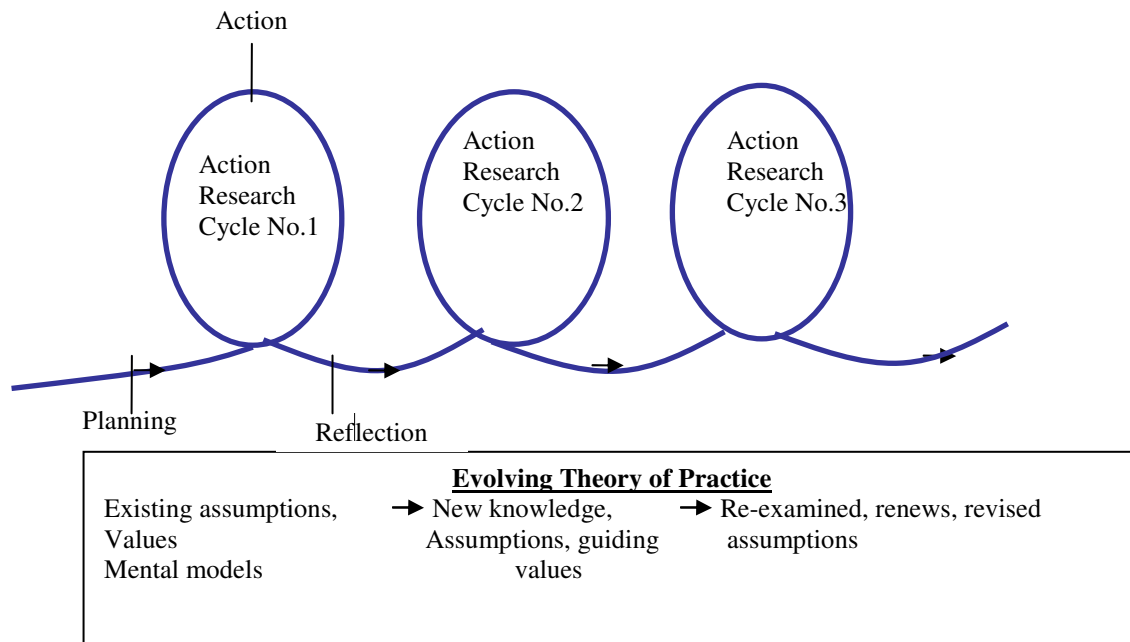 Action
Action
Research
Cycle No.1
Action
Research
Cycle No.2
Action
Research
Cycle No.3
Planning
Reflection
Evolving Theory of Practice
Existing assumptions,
Values
Mental models
New knowledge,
Assumptions, guiding
values
Re-examined, renews, revised
assumptions